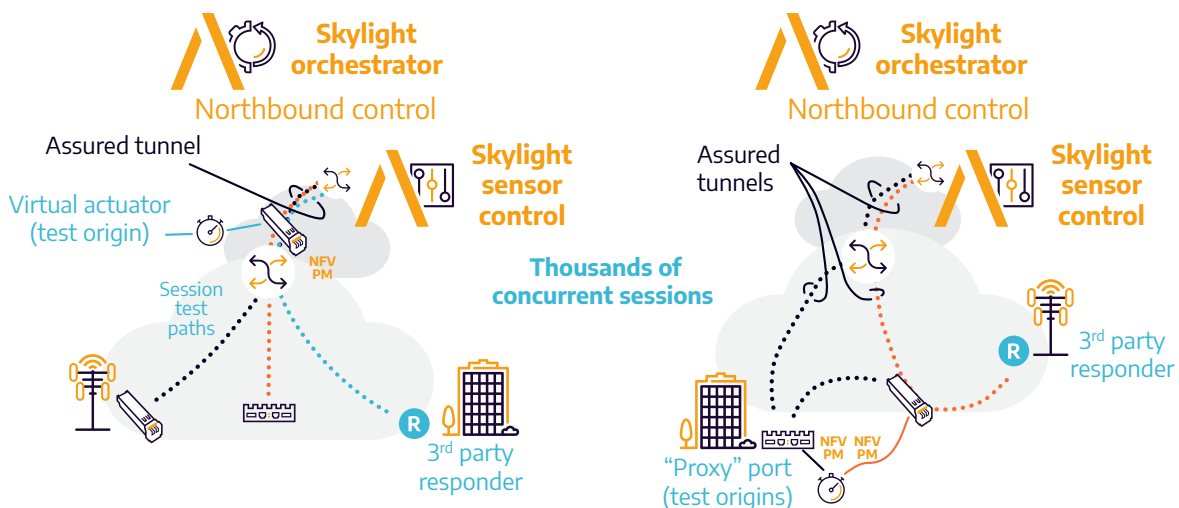 Skylight
orchestrator
Northbound control
Assured tunnel
Skylight
sensor
control
Virtual actuator
(test origin)
NFV
PM
Session
test
paths
R
3rd party
responder
Thousands of
concurrent sessions
Skylight
orchestrator
Northbound control
Assured
tunnels
Skylight
sensor
control
R
3rd party
responder
NFV NFV
PM PM
“Proxy” port
(test origins)